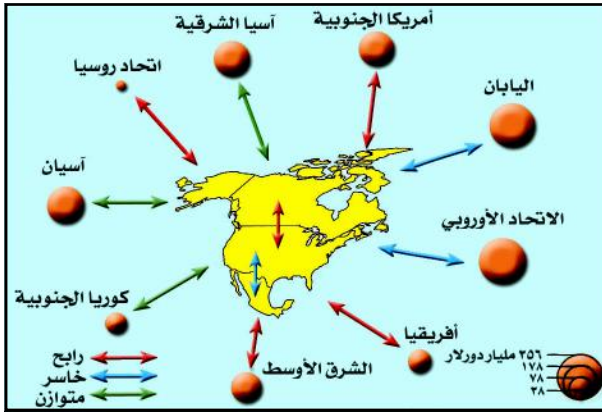 أمريكا الجنوبية
آسيا الشرقية
اتحاد روسيا
اليابان
آسيان
الاتحاد الأوروبي
كوريا الجنوبية
أفريقيا
الشرق الأوسط
رابح
خاسر
متوازن
٢٥٦ مليار دورلار
١٧٨
٧٨
٣٨